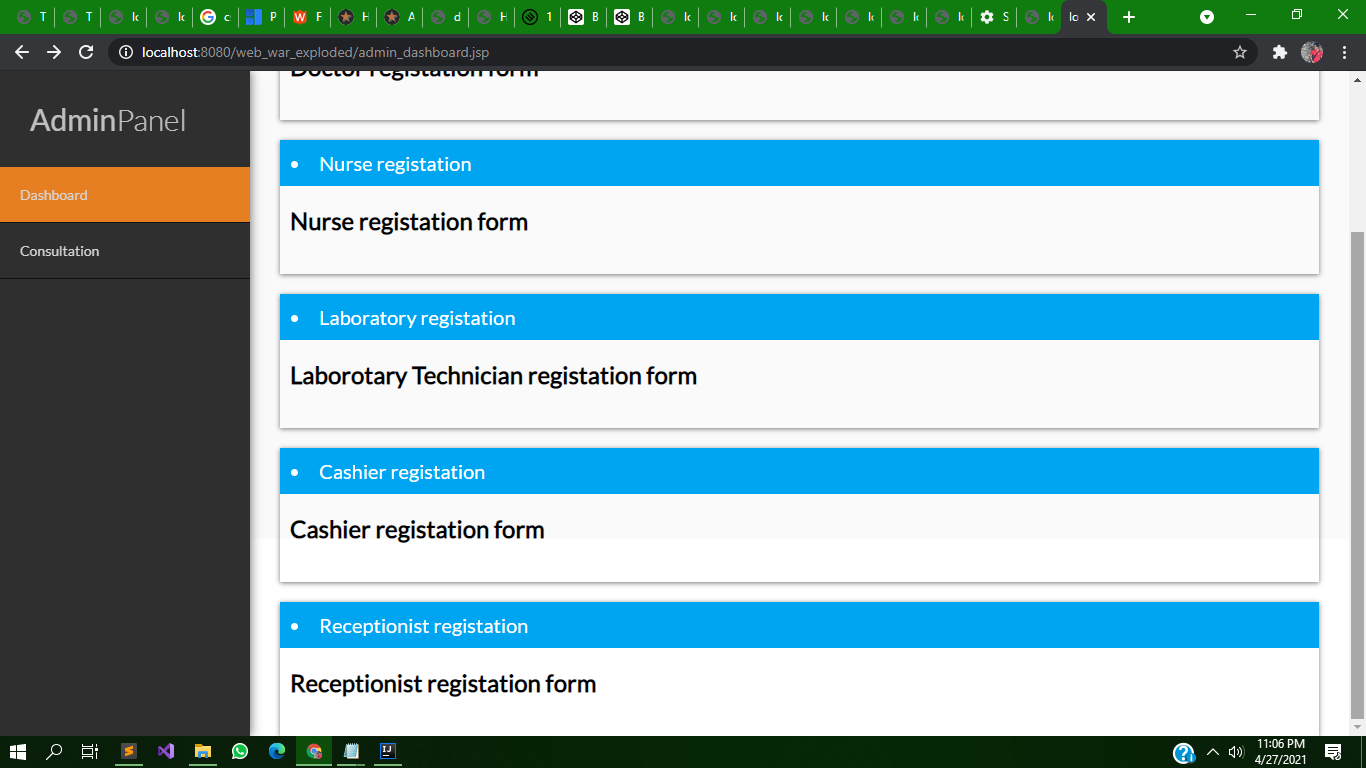 T
T
lc
lc
c
P
F
H
A
d
H
1
B
B
lc
lc
lc
lc
lc
lc
lc
S
lc
lo
localhost:8080/web_war_exploded/admin_dashboard.jsp
AdminPanel
Dashboard
Consultation
Doctor registation form
Nurse registation
Nurse registation form
Laboratory registation
Laborotary Technician registation form
Cashier registation
Cashier registation form
Receptionist registation
Receptionist registation form
11:06 PM
4/27/2021